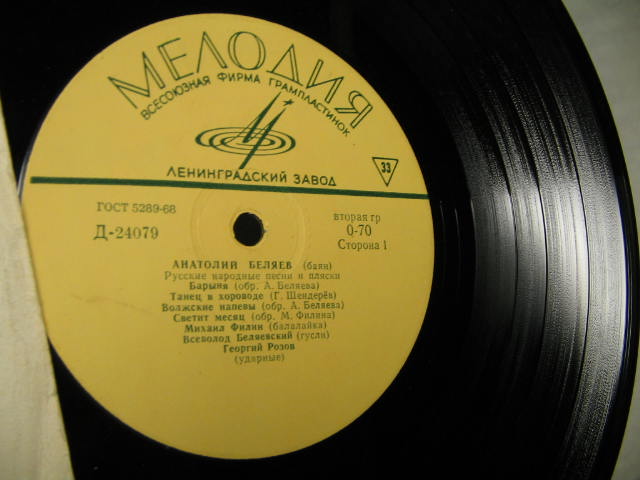 МЕЛОДИЯ
ВСЕСОЮЗНАЯ ФИРМА ГРАМПЛАСТИНОК
ЛЕНИНГРАДСКИЙ ЗАВОД
33
ГОСТ 5289-68
Д-24079
вторая гр
0-70
Сторона 1
АНАТОЛИЙ БЕЛЯЕВ (баян)
Русские народные песни и пляски
Барыня (обр. А. Беляева)
Танец в хороводе (Г. Шендерёв)
Волжские напевы (обр. А. Беляева)
Светит месяц (обр. М. Филина)
Михаил Филин (балалайка)
Всеволод Беляевский (гусли)
Георгий Розов
(ударные)